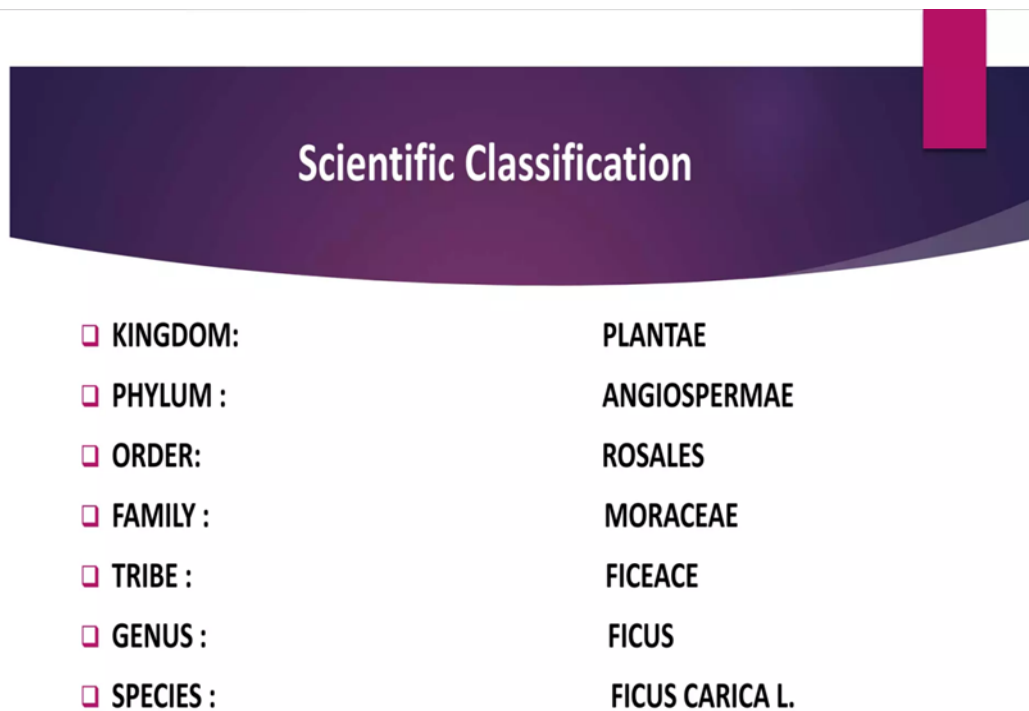 Scientific Classification
KINGDOM: PLANTAE
PHYLUM : ANGIOSPERMAE
ORDER: ROSALES
FAMILY : MORACEAE
TRIBE : FICEACE
GENUS : FICUS
SPECIES : FICUS CARICA L.